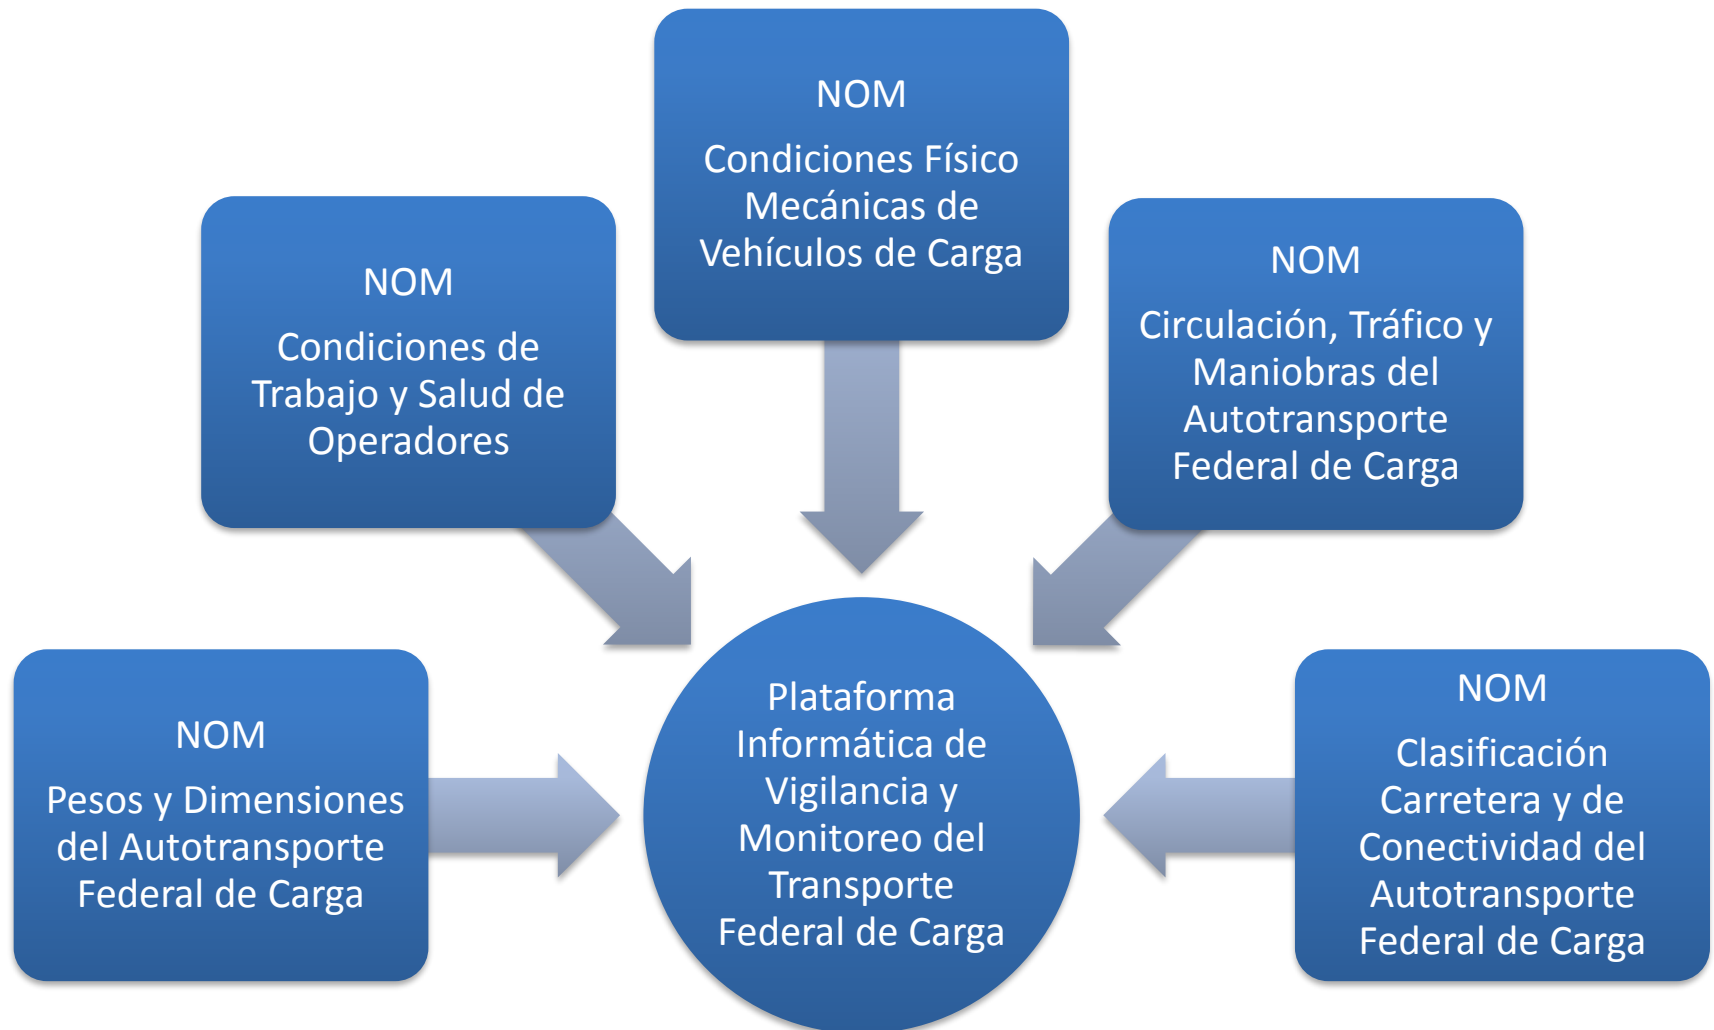 NOM
Condiciones Físico
Mecánicas de
Vehículos de Carga
NOM
Condiciones de
Trabajo y Salud de
Operadores
NOM
Circulación, Tráfico y
Maniobras del
Autotransporte
Federal de Carga
NOM
Pesos y Dimensiones
del Autotransporte
Federal de Carga
Plataforma
Informática de
Vigilancia y
Monitoreo del
Transporte
Federal de Carga
NOM
Clasificación
Carretera y de
Conectividad del
Autotransporte
Federal de Carga